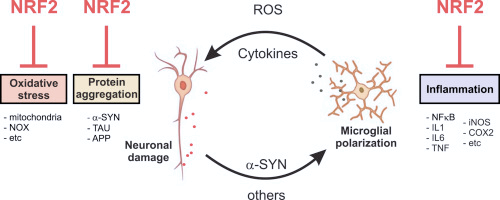 NRF2
NRF2
ROS
NRF2
Cytokines
Oxidative
stress
Protein
aggregation
Inflammation
- mitochondria
- NOX
- etc
- α-SYN
- TAU
- APP
Neuronal
damage
Microglial
polarization
- NFκB
- IL1
- IL6
- TNF
- iNOS
- COX2
- etc
α-SYN
others